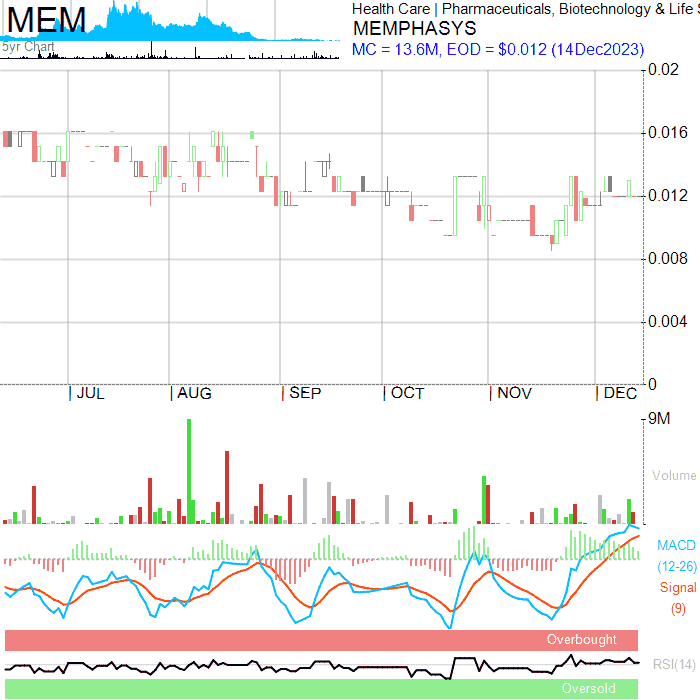 MEM
5yr Chart
Health Care | Pharmaceuticals, Biotechnology & Life S
MEMPHASYS
MC = 13.6M, EOD = $0.012 (14Dec2023)
0.02
0.016
0.012
0.008
0.004
0
JUL
AUG
SEP
OCT
NOV
DEC
9M
Volume
MACD
(12-26)
Signal
(9)
Overbought
RSI(14)
Oversold